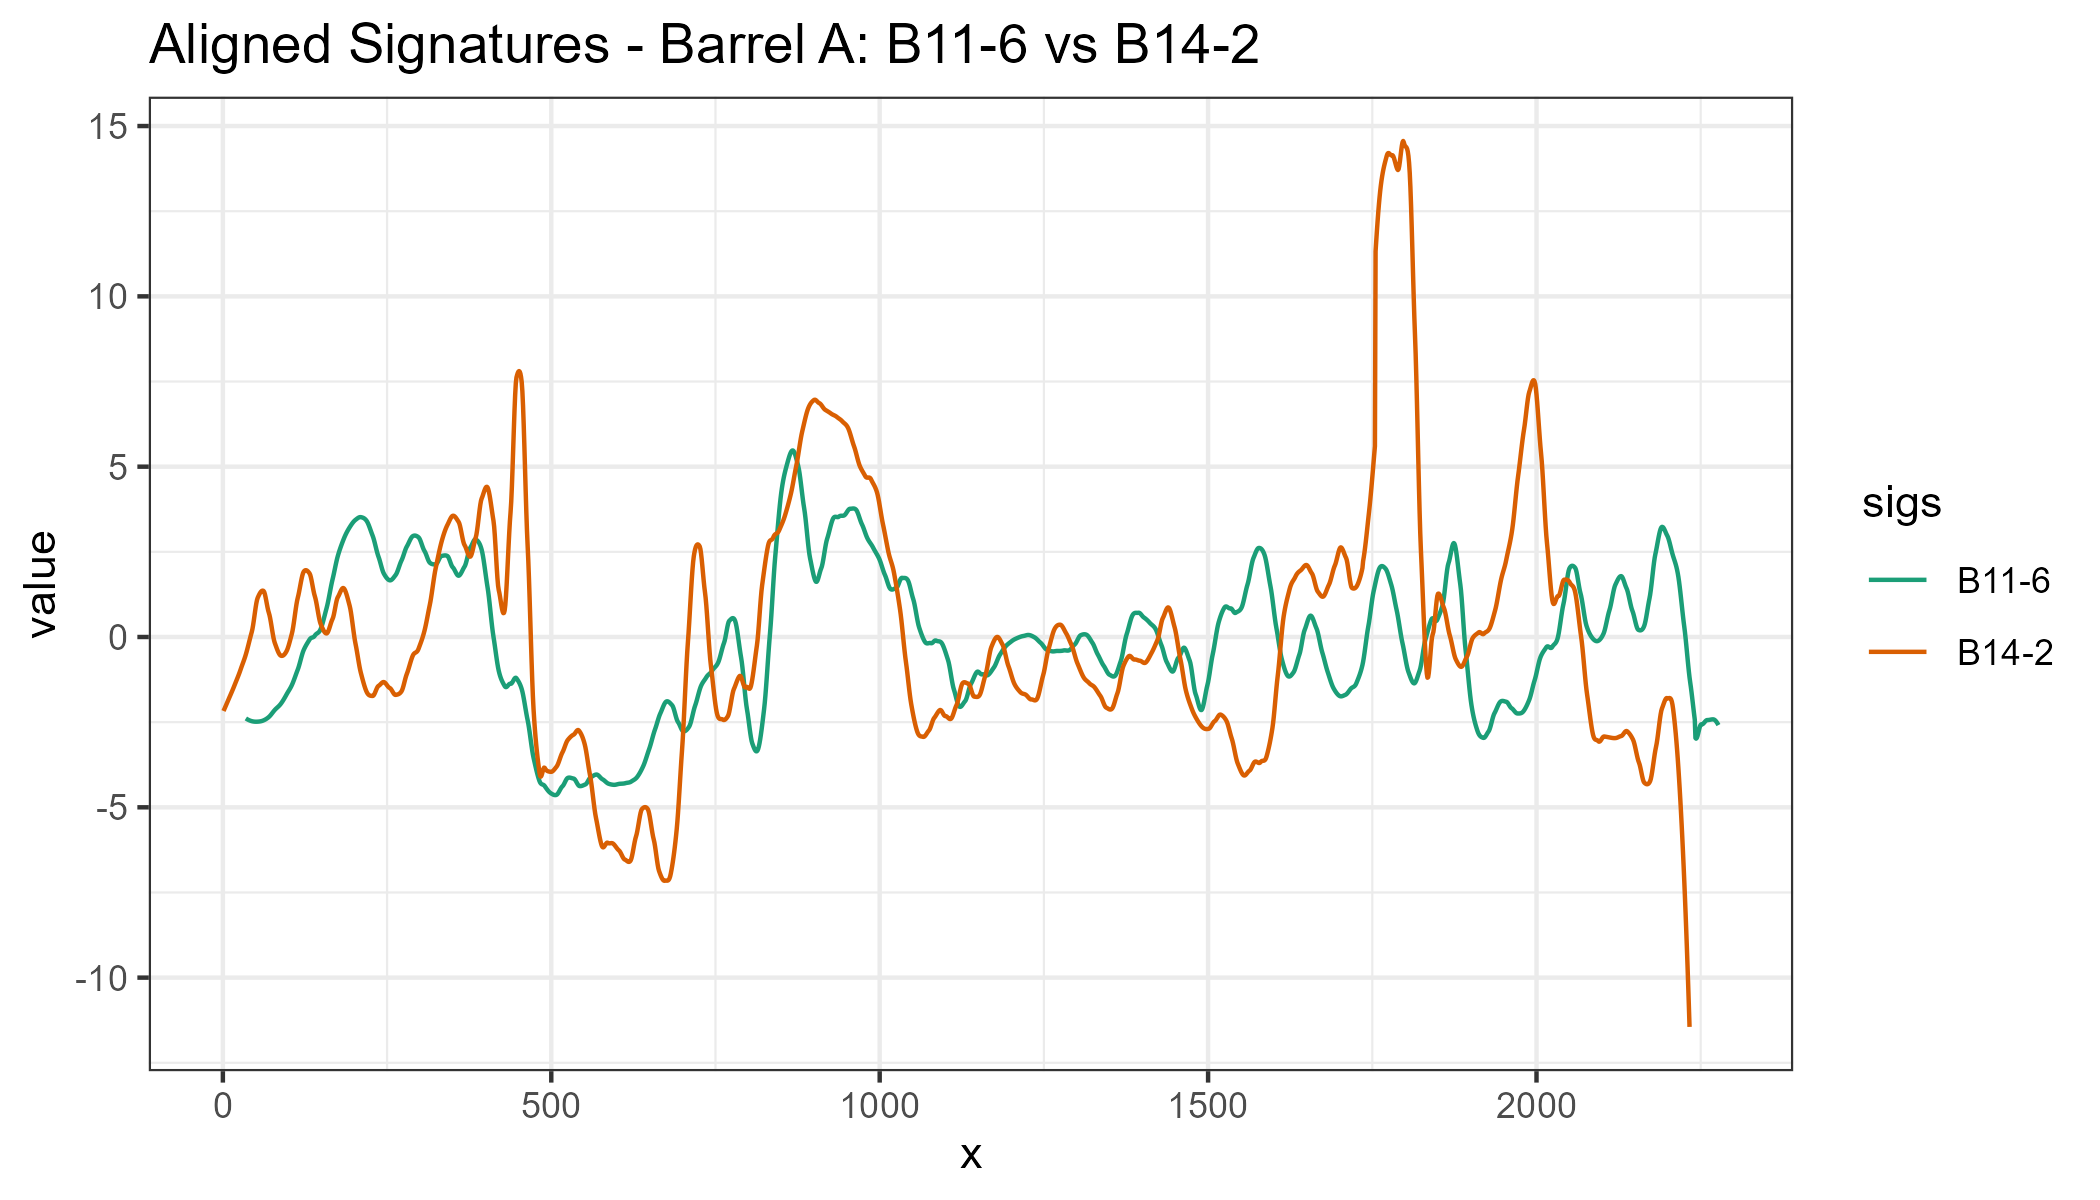 Aligned Signatures - Barrel A: B11-6 vs B14-2
15
10
5
0
-5
-10
value
0 500 1000 1500 2000
x
sigs
B11-6
B14-2